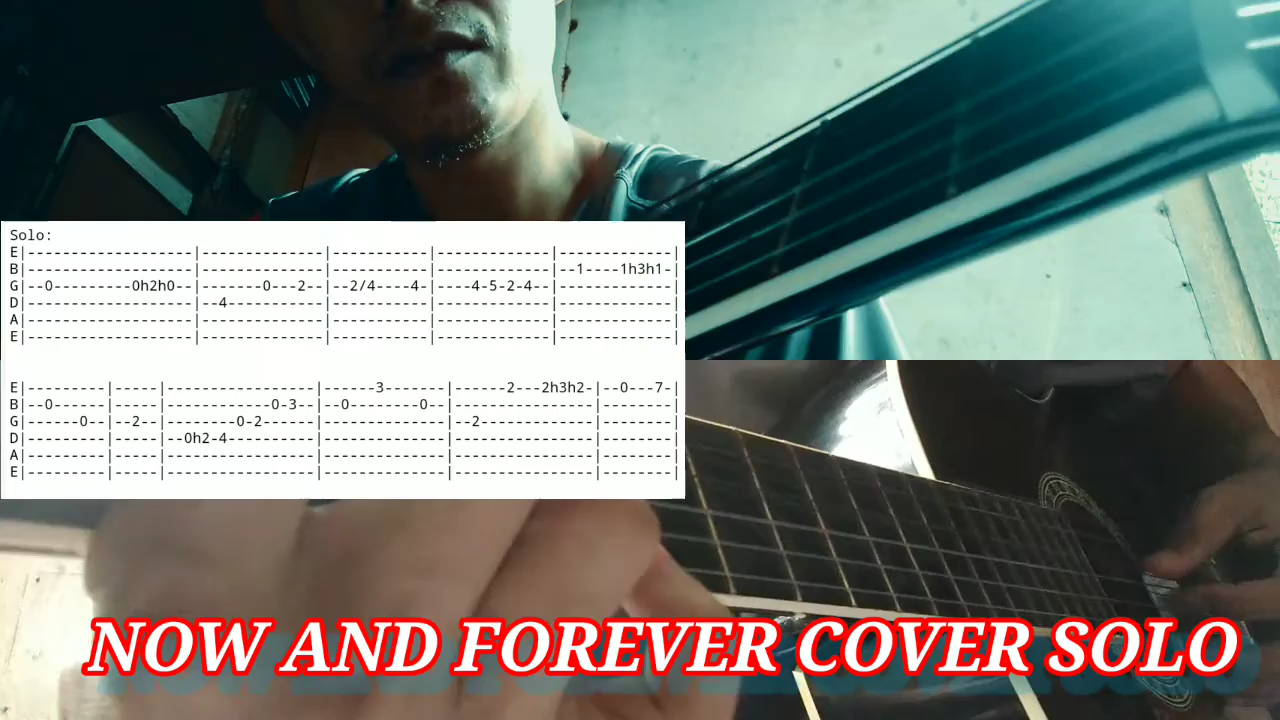 Solo:
E|--------------------|---------------|------------|--------------|--------------|
B|--------------------|---------------|------------|--------------|--1----1h3h1-|
G|--0----------0h2h0--|--------0---2--|--2/4----4--|----4-5-2-4--|--------------|
D|--------------------|--4------------|------------|--------------|--------------|
A|--------------------|---------------|------------|--------------|--------------|
E|--------------------|---------------|------------|--------------|--------------|
E|---------|-----|------------------|------3-------|------2---2h3h2-|--0---7-|
B|--0------|-----|------------0-3--|--0--------0--|----------------|--------|
G|------0--|--2--|--------0-2------|---------------|--2-------------|--------|
D|---------|-----|--0h2-4----------|---------------|----------------|--------|
A|---------|-----|------------------|---------------|----------------|--------|
E|---------|-----|------------------|---------------|----------------|--------|
NOW AND FOREVER COVER SOLO